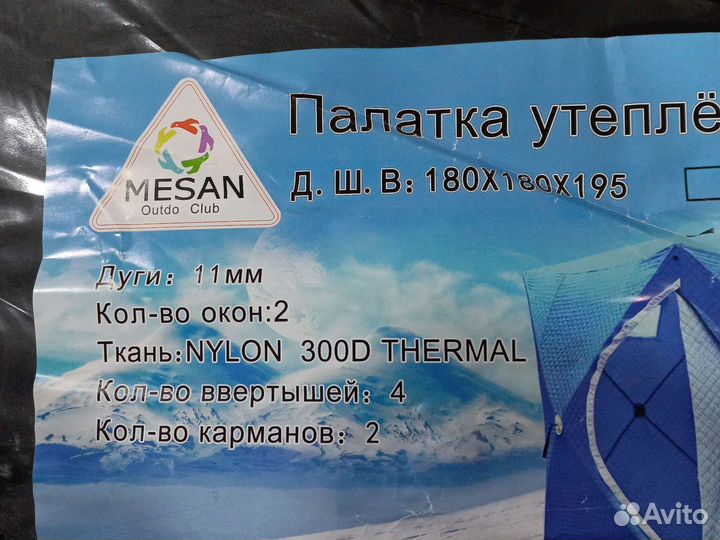 MESAN
Outdo Club
Палатка утеплё
Д. Ш. В: 180X180X195
Дуги: 11мм
Кол-во окон:2
Ткань:NYLON 300D THERMAL
Кол-во ввертышей: 4
Кол-во карманов: 2
Avito